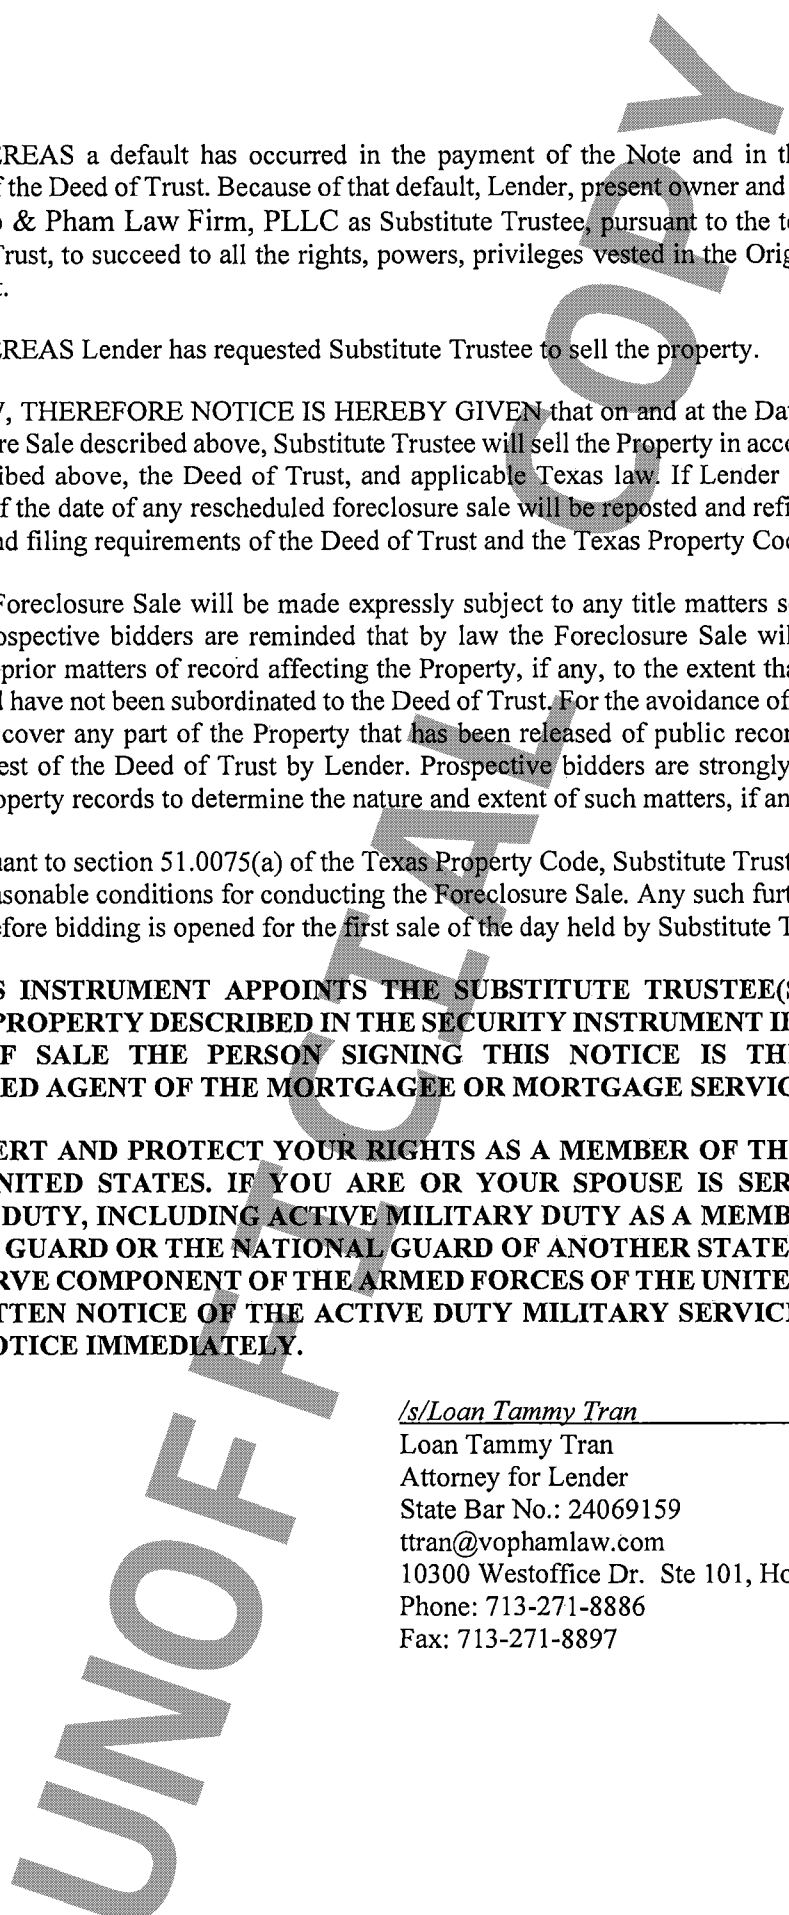 EREAS a default has occurred in the payment of the Note and in th
f the Deed of Trust. Because of that default, Lender, present owner and
& Pham Law Firm, PLLC as Substitute Trustee, pursuant to the te
Trust, to succeed to all the rights, powers, privileges vested in the Orig
t.
EREAS Lender has requested Substitute Trustee to sell the property.
, THEREFORE NOTICE IS HEREBY GIVEN that on and at the Dat
re Sale described above, Substitute Trustee will sell the Property in acco
ribed above, the Deed of Trust, and applicable Texas law. If Lender
f the date of any rescheduled foreclosure sale will be reposted and refi
nd filing requirements of the Deed of Trust and the Texas Property Cod
Foreclosure Sale will be made expressly subject to any title matters s
ospective bidders are reminded that by law the Foreclosure Sale wil
prior matters of record affecting the Property, if any, to the extent tha
d have not been subordinated to the Deed of Trust. For the avoidance of
cover any part of the Property that has been released of public recor
est of the Deed of Trust by Lender. Prospective bidders are strongly
operty records to determine the nature and extent of such matters, if an
uant to section 51.0075(a) of the Texas Property Code, Substitute Trust
asonable conditions for conducting the Foreclosure Sale. Any such furt
efore bidding is opened for the first sale of the day held by Substitute T
S INSTRUMENT APPOINTS THE SUBSTITUTE TRUSTEE(S
PROPERTY DESCRIBED IN THE SECURITY INSTRUMENT I
F SALE THE PERSON SIGNING THIS NOTICE IS TH
ED AGENT OF THE MORTGAGEE OR MORTGAGE SERVIC
ERT AND PROTECT YOUR RIGHTS AS A MEMBER OF TH
NITED STATES. IF YOU ARE OR YOUR SPOUSE IS SER
DUTY, INCLUDING ACTIVE MILITARY DUTY AS A MEMB
GUARD OR THE NATIONAL GUARD OF ANOTHER STATE
RVE COMPONENT OF THE ARMED FORCES OF THE UNITE
TTEN NOTICE OF THE ACTIVE DUTY MILITARY SERVIC
OTICE IMMEDIATELY.
/s/Loan Tammy Tran
Loan Tammy Tran
Attorney for Lender
State Bar No.: 24069159
ttran@vophamlaw.com
10300 Westoffice Dr. Ste 101, Ho
Phone: 713-271-8886
Fax: 713-271-8897
UNOFFICIAL COPY